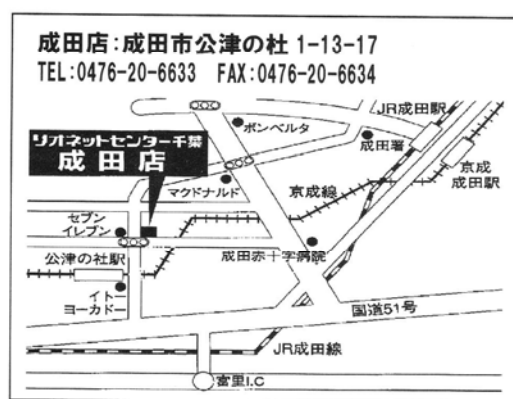 成田店:成田市公津の杜 1-13-17
TEL:0476-20-6633 FAX:0476-20-6634
JR成田駅
ボンベルタ
成田署
リオネットセンター千葉
成田店
京成
成田駅
マクドナルド
京成線
セブン
イレブン
成田赤十字病院
公津の杜駅
イトー
ヨーカドー
国道51号
JR成田線
富里I.C